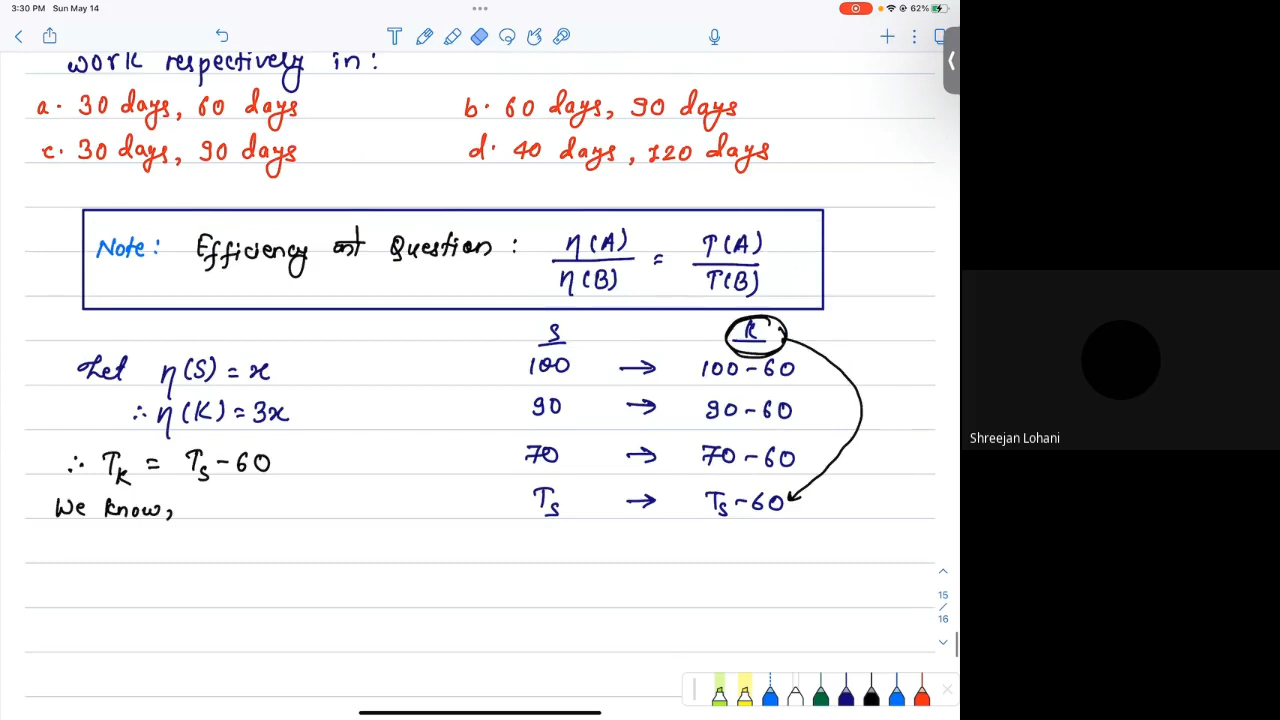 3:30 PM Sun May 14
62%
work respectively in:
a. 30 days, 60 days
b. 60 days, 90 days
c. 30 days, 90 days
d. 40 days, 120 days
Note: Efficiency Question: η(A)/η(B) = T(A)/T(B)
S K
Let η(S) = x
100 → 100-60
∴ η(K) = 3x
90 → 90-60
∴ T_K = T_S - 60
70 → 70-60
We know,
T_S → T_S-60
15
/
16
Shreejan Lohani